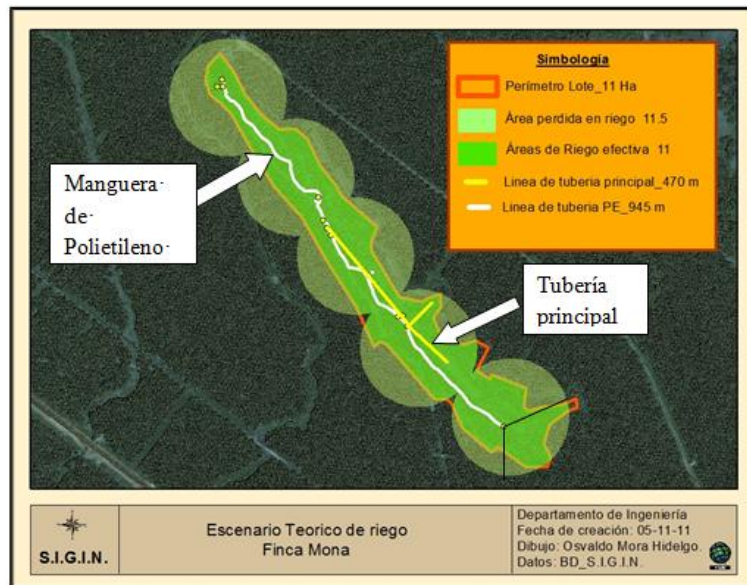 Simbología
Perímetro Lote_11 Ha
Área perdida en riego 11.5
Áreas de Riego efectiva 11
Linea de tuberia principal_470 m
Linea de tuberia PE_945 m
Manguera·
de·
Polietileno·
Tubería
principal
S.I.G.I.N.
Escenario Teorico de riego
Finca Mona
Departamento de Ingeniería
Fecha de creación: 05-11-11
Dibujo: Osvaldo Mora Hidelgo.
Datos: BD_S.I.G.I.N.